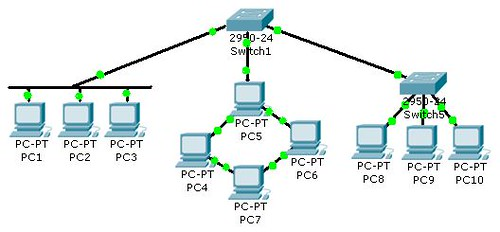 2950-24
Switch1
2950-24
Switch5
PC-PT
PC1
PC-PT
PC2
PC-PT
PC3
PC-PT
PC5
PC-PT
PC4
PC-PT
PC6
PC-PT
PC7
PC-PT
PC8
PC-PT
PC9
PC-PT
PC10